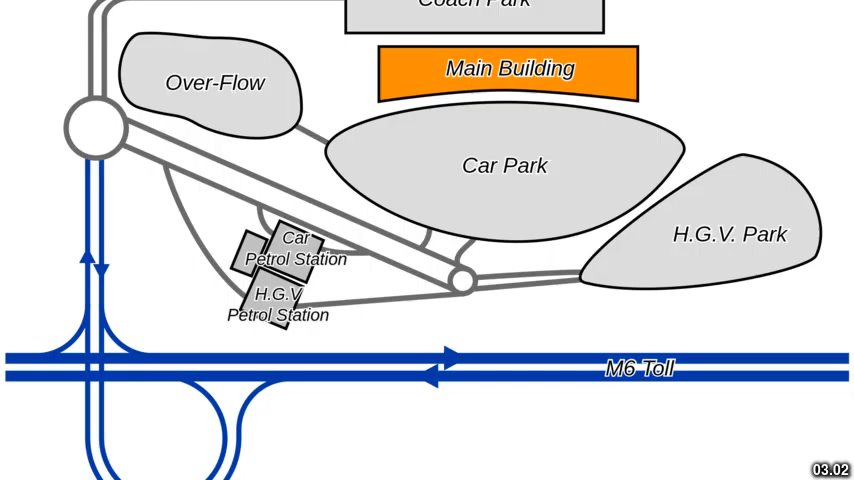 Coach Park
Main Building
Over-Flow
Car Park
H.G.V. Park
Car
Petrol Station
H.G.V
Petrol Station
M6 Toll
03.02